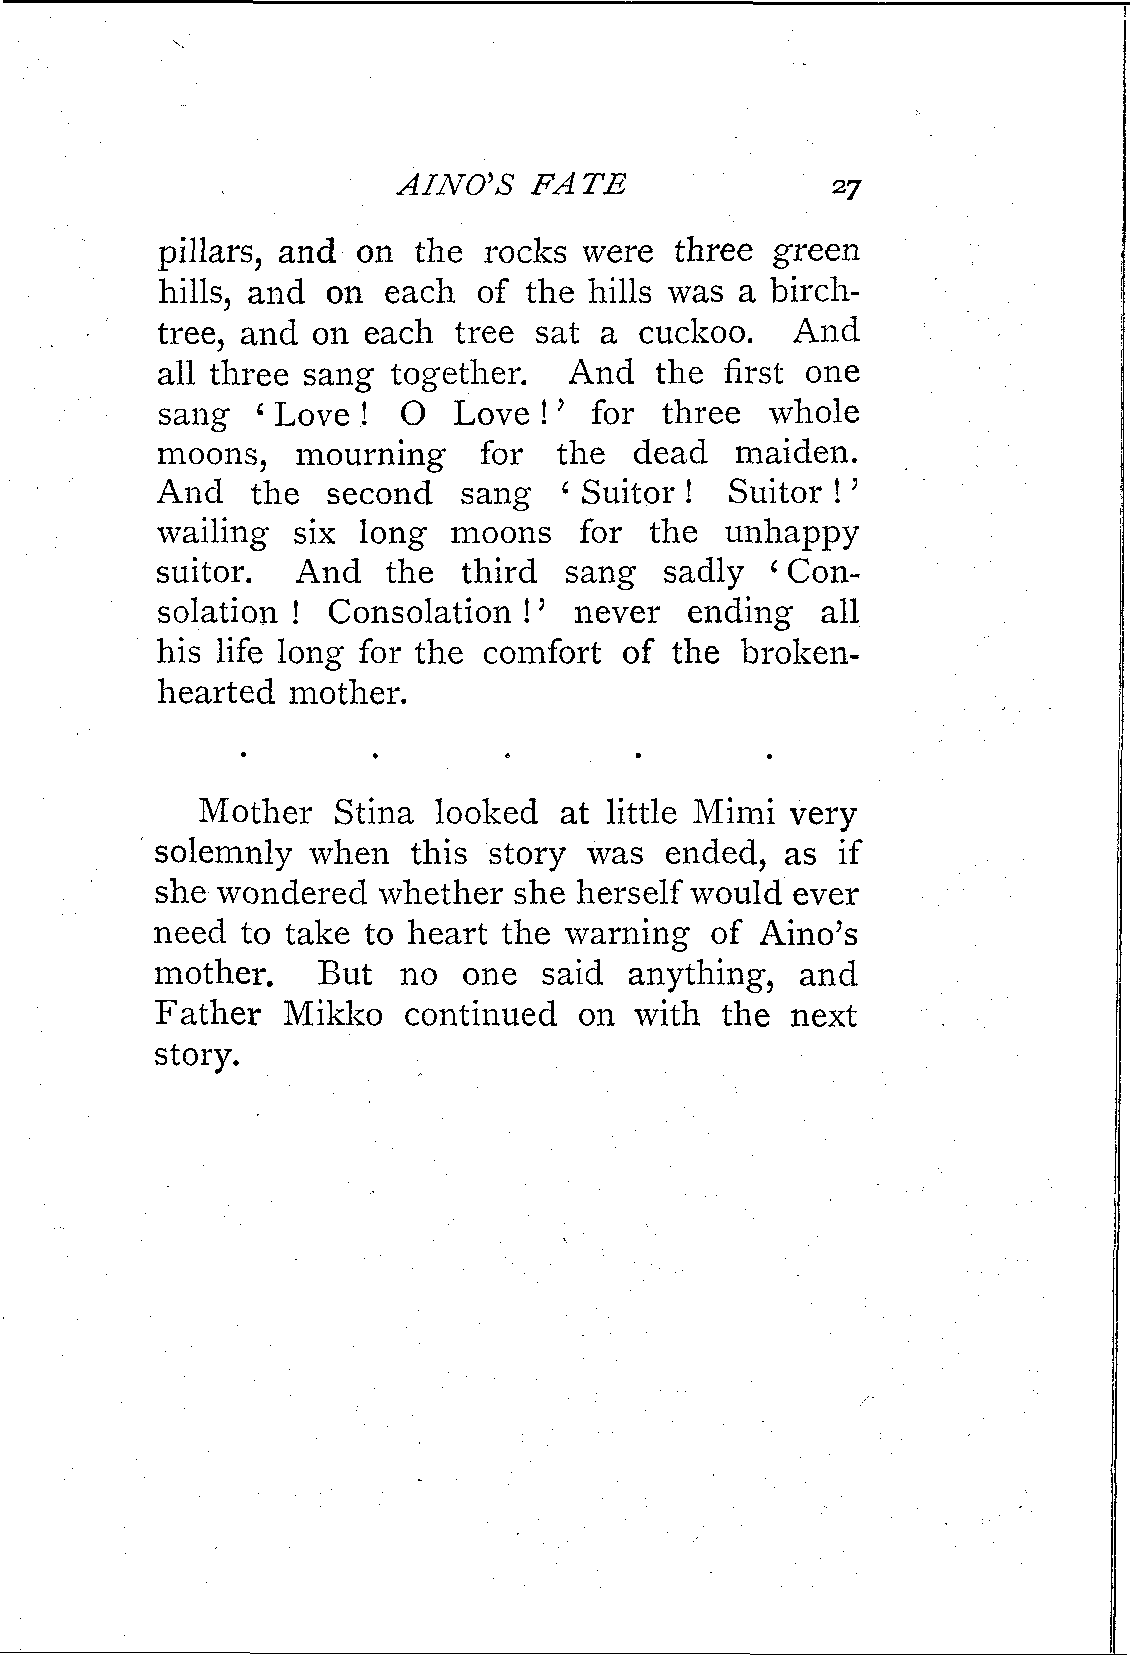 AINO'S FATE 27
pillars, and on the rocks were three green
hills, and on each of the hills was a birch-
tree, and on each tree sat a cuckoo. And
all three sang together. And the first one
sang ‘Love! O Love!’ for three whole
moons, mourning for the dead maiden.
And the second sang ‘Suitor! Suitor!’
wailing six long moons for the unhappy
suitor. And the third sang sadly ‘Con-
solation! Consolation!’ never ending all
his life long for the comfort of the broken-
hearted mother.
. . . . .
Mother Stina looked at little Mimi very
solemnly when this story was ended, as if
she wondered whether she herself would ever
need to take to heart the warning of Aino's
mother. But no one said anything, and
Father Mikko continued on with the next
story.